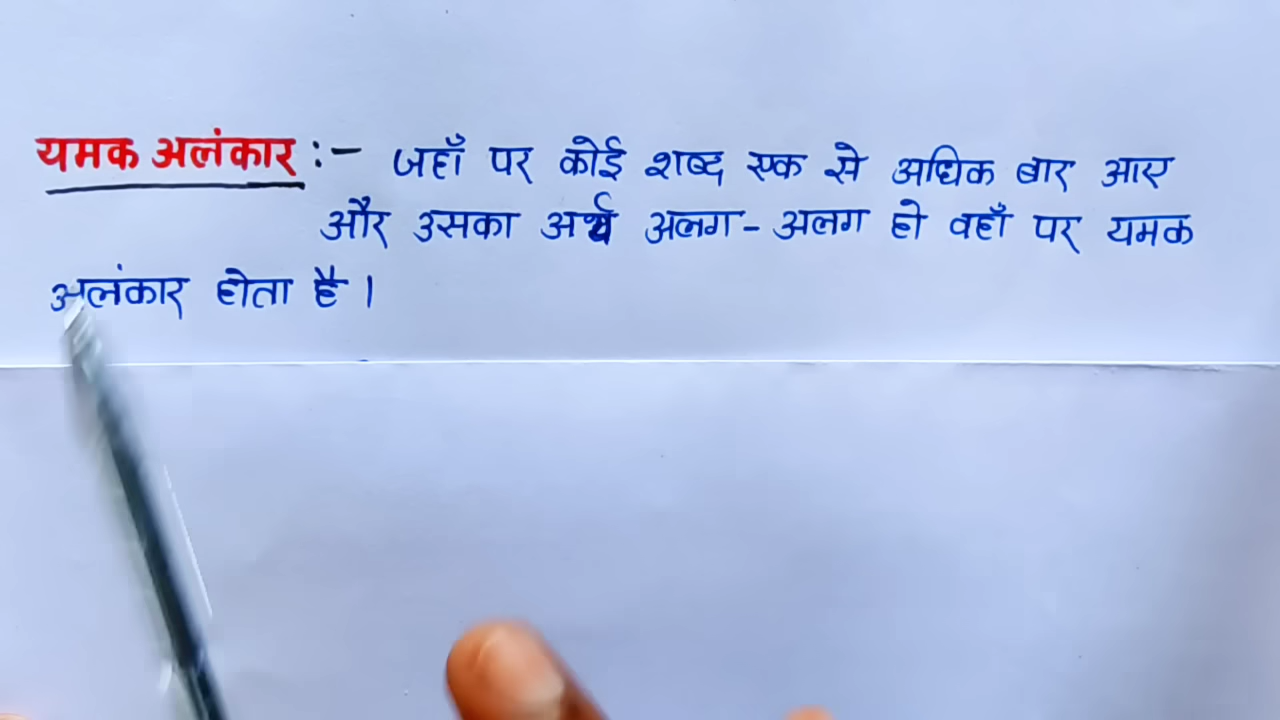 यमक अलंकार :- जहाँ पर कोई शब्द एक से अधिक बार आए
और उसका अर्थ अलग-अलग हो वहाँ पर यमक
अलंकार होता है।